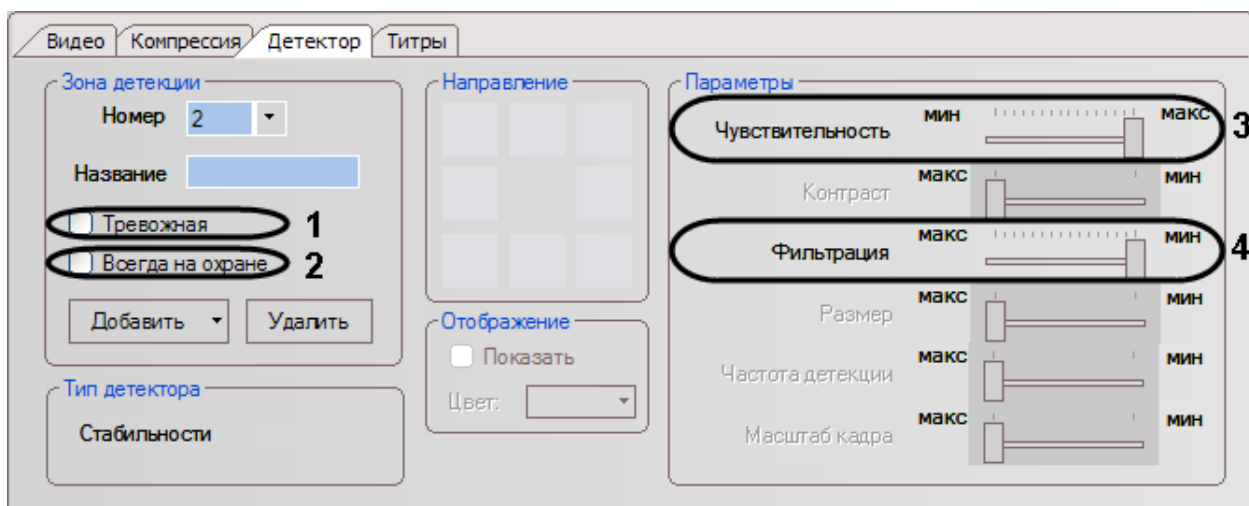 Видео Компрессия Детектор Титры
Зона детекции
Номер 2
Название
Тревожная 1
Всегда на охране 2
Добавить Удалить
Тип детектора
Стабильности
Направление
Отображение
Показать
Цвет:
Параметры
Чувствительность мин макс 3
Контраст макс мин
Фильтрация макс мин 4
Размер макс мин
Частота детекции макс мин
Масштаб кадра макс мин